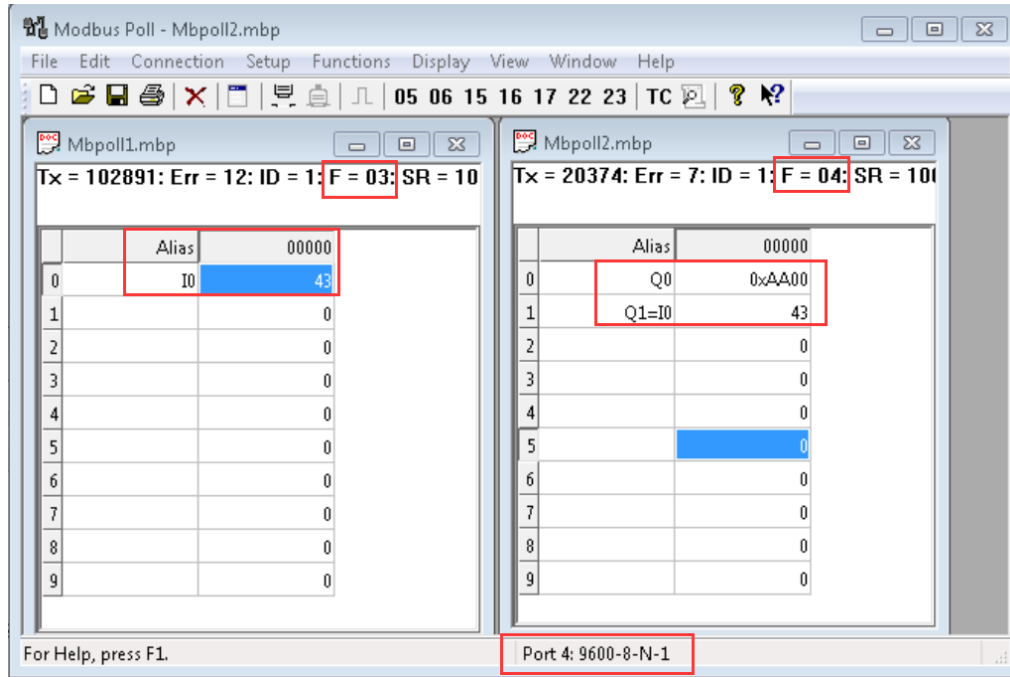 Modbus Poll - Mbpoll2.mbp
File Edit Connection Setup Functions Display View Window Help
05 06 15 16 17 22 23 TC
Mbpoll1.mbp
Tx = 102891: Err = 12: ID = 1: F = 03: SR = 10
Alias 00000
0 I0 43
1 0
2 0
3 0
4 0
5 0
6 0
7 0
8 0
9 0
Mbpoll2.mbp
Tx = 20374: Err = 7: ID = 1: F = 04: SR = 100
Alias 00000
0 Q0 0xAA00
1 Q1=I0 43
2 0
3 0
4 0
5 0
6 0
7 0
8 0
9 0
For Help, press F1.
Port 4: 9600-8-N-1